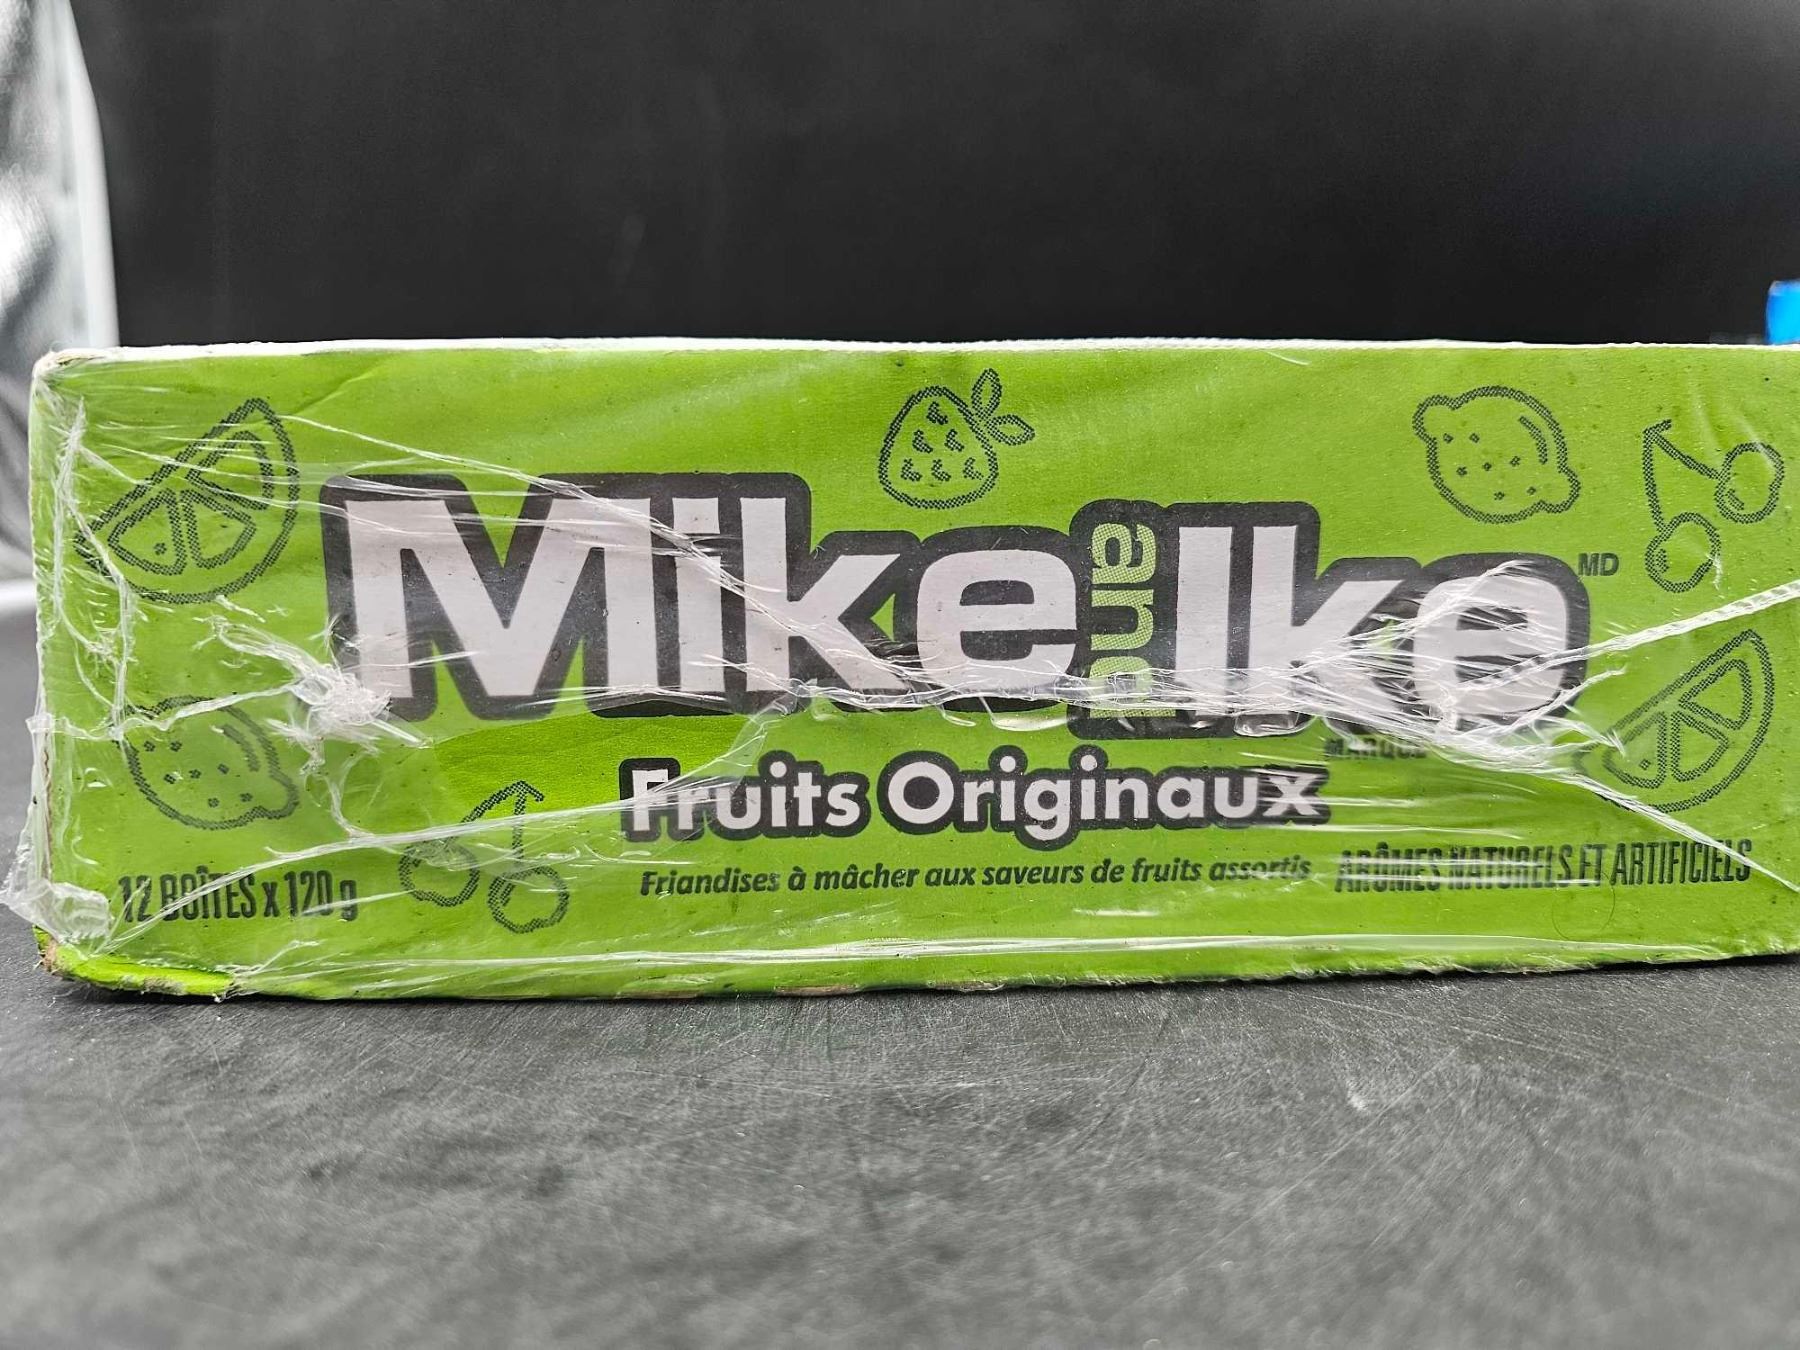 Mike and Ike MD
MARQUE
Fruits Originaux
Friandises à mâcher aux saveurs de fruits assortis
ARÔMES NATURELS ET ARTIFICIELS
12 BOÎTES x 120 g